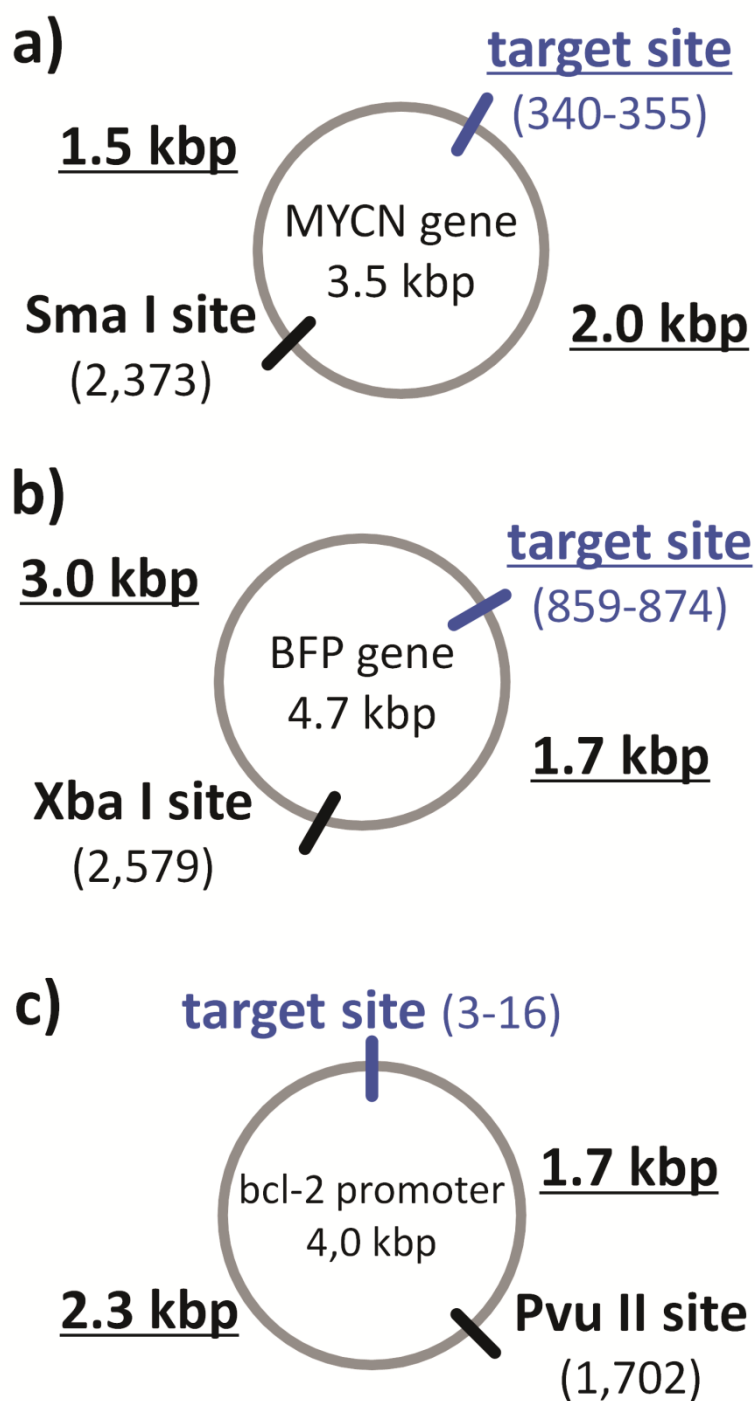 a)
target site
(340-355)
1.5 kbp
MYCN gene
3.5 kbp
Sma I site
(2,373)
2.0 kbp
b)
target site
(859-874)
3.0 kbp
BFP gene
4.7 kbp
1.7 kbp
Xba I site
(2,579)
c)
target site (3-16)
1.7 kbp
bcl-2 promoter
4,0 kbp
2.3 kbp
Pvu II site
(1,702)